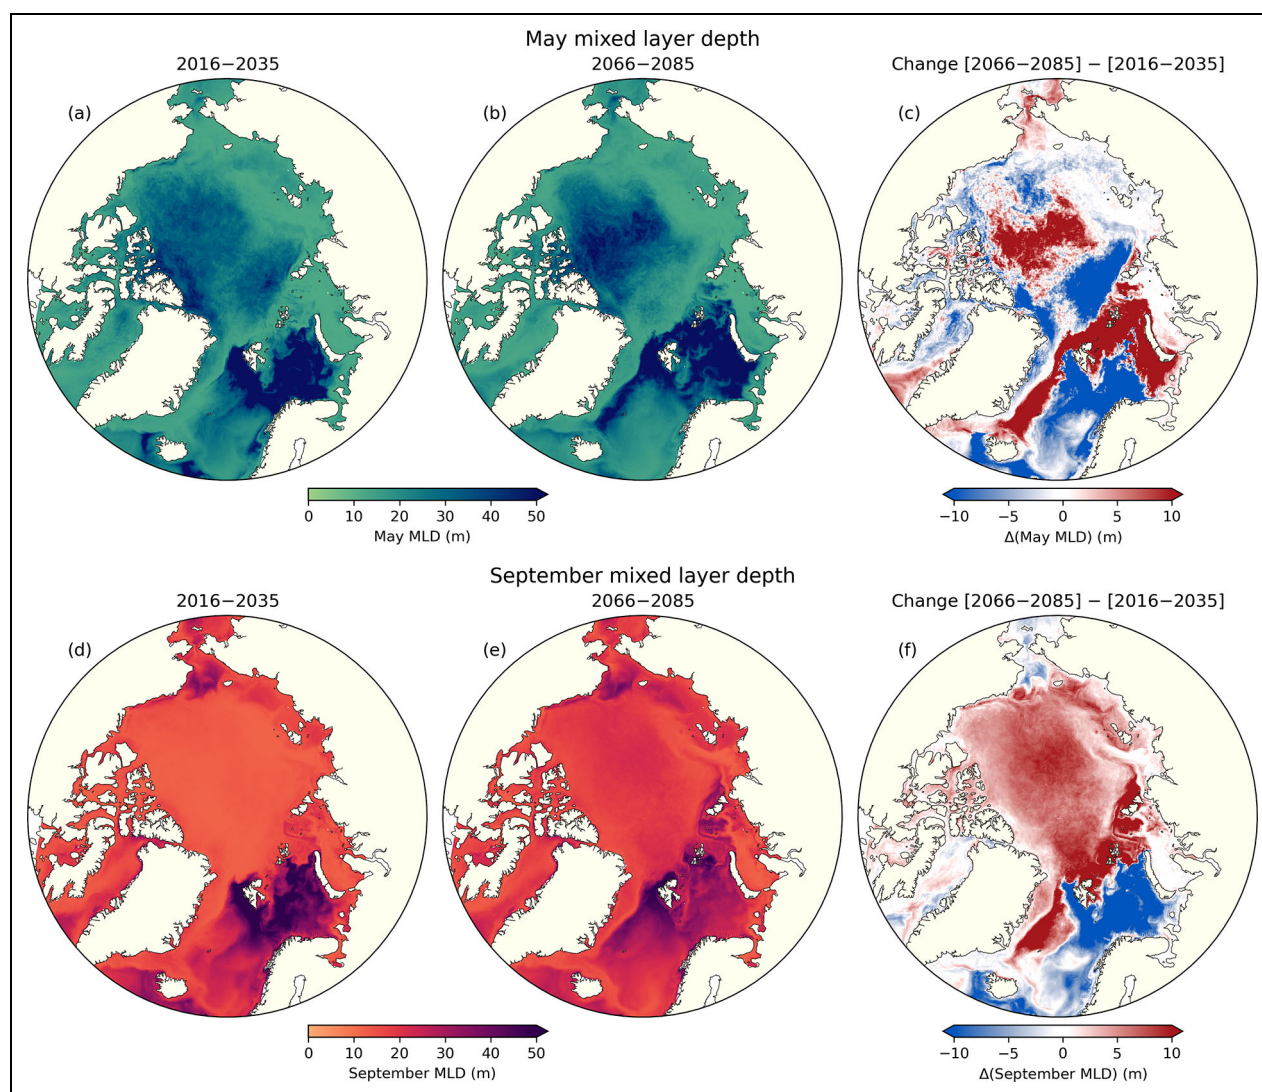 May mixed layer depth
2016−2035
2066−2085
Change [2066−2085] − [2016−2035]
(a)
(b)
(c)
0 10 20 30 40 50
May MLD (m)
−10 −5 0 5 10
Δ(May MLD) (m)
September mixed layer depth
2016−2035
2066−2085
Change [2066−2085] − [2016−2035]
(d)
(e)
(f)
0 10 20 30 40 50
September MLD (m)
−10 −5 0 5 10
Δ(September MLD) (m)